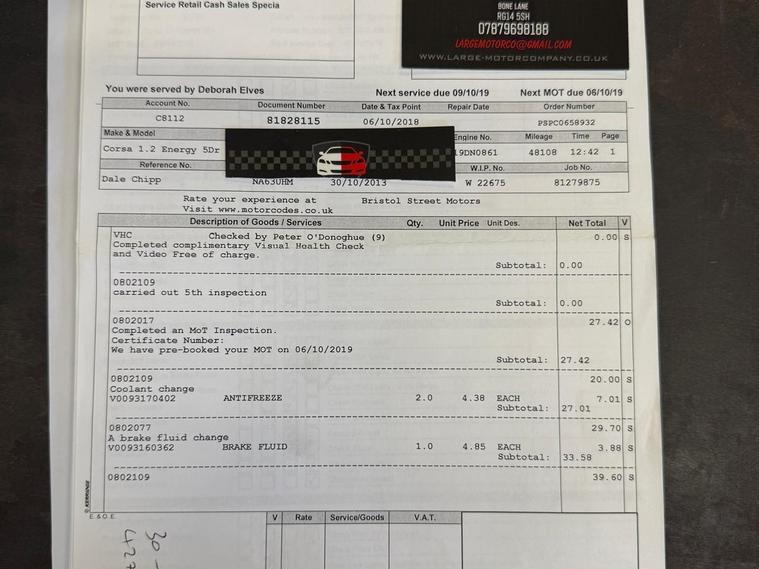 Service Retail Cash Sales Specia
BONE LANE
RG14 5SH
07879698188
LARGEMOTORCO@GMAIL.COM
WWW.LARGE-MOTORCOMPANY.CO.UK
You were served by Deborah Elves Next service due 09/10/19 Next MOT due 06/10/19
Account No. Document Number Date & Tax Point Repair Date Order Number
C8112 81828115 06/10/2018 PSPC0658932
Make & Model Engine No. Mileage Time Page
Corsa 1.2 Energy 5Dr 19DN0861 48108 12:42 1
Reference No. W.I.P. No. Job No.
Dale Chipp NA63UHM 30/10/2013 W 22675 81279875
Rate your experience at Bristol Street Motors
Visit www.motorcodes.co.uk
Description of Goods / Services Qty. Unit Price Unit Des. Net Total V
VHC Checked by Peter O'Donoghue (9) 0.00 S
Completed complimentary Visual Health Check
and Video Free of charge.
Subtotal: 0.00
0802109
carried out 5th inspection
Subtotal: 0.00
0802017 27.42 O
Completed an MoT Inspection.
Certificate Number:
We have pre-booked your MOT on 06/10/2019
Subtotal: 27.42
0802109 20.00 S
Coolant change
V0093170402 ANTIFREEZE 2.0 4.38 EACH 7.01 S
Subtotal: 27.01
0802077 29.70 S
A brake fluid change
V0093160362 BRAKE FLUID 1.0 4.85 EACH 3.88 S
Subtotal: 33.58
0802109 39.60 S
© KERRIDGE
E.&O.E. V Rate Service/Goods V.A.T.
30
427